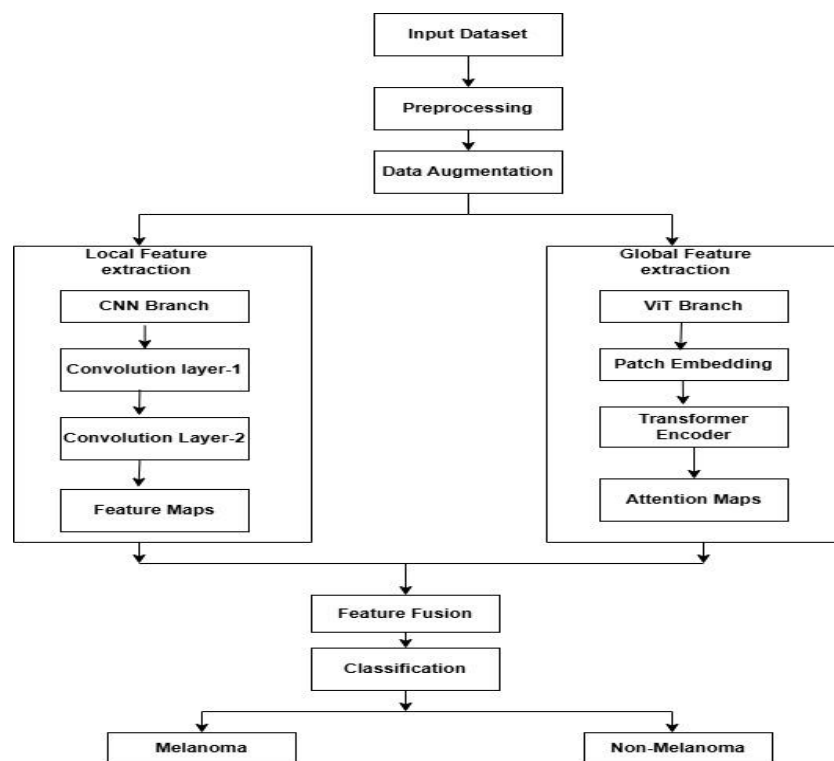 Input Dataset
Preprocessing
Data Augmentation
Local Feature
extraction
CNN Branch
Convolution layer-1
Convolution Layer-2
Feature Maps
Global Feature
extraction
ViT Branch
Patch Embedding
Transformer
Encoder
Attention Maps
Feature Fusion
Classification
Melanoma
Non-Melanoma